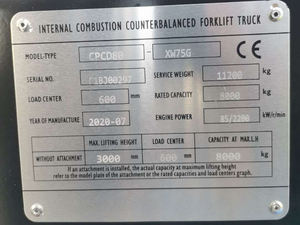 INTERNAL COMBUSTION COUNTERBALANCED FORKLIFT TRUCK
MODEL-TYPE CPCD80 - XW75G CE
SERIAL NO. SERVICE WEIGHT 11200 kg
LOAD CENTER 600 mm RATED CAPACITY 8000 kg
YEAR OF MANUFACTURE 2020-07 ENGINE POWER 85/2200 kW/r/min
MAX. LIFTING HEIGHT LOAD CENTER CAPACITY AT MAX.L.H
WITHOUT ATTACHMENT 3000 mm 600 mm 8000 kg
If an attachment is installed, the actual capacity at maximum lifting height
refer to the model plate of the attachment or the rated capacities and load centers graph.